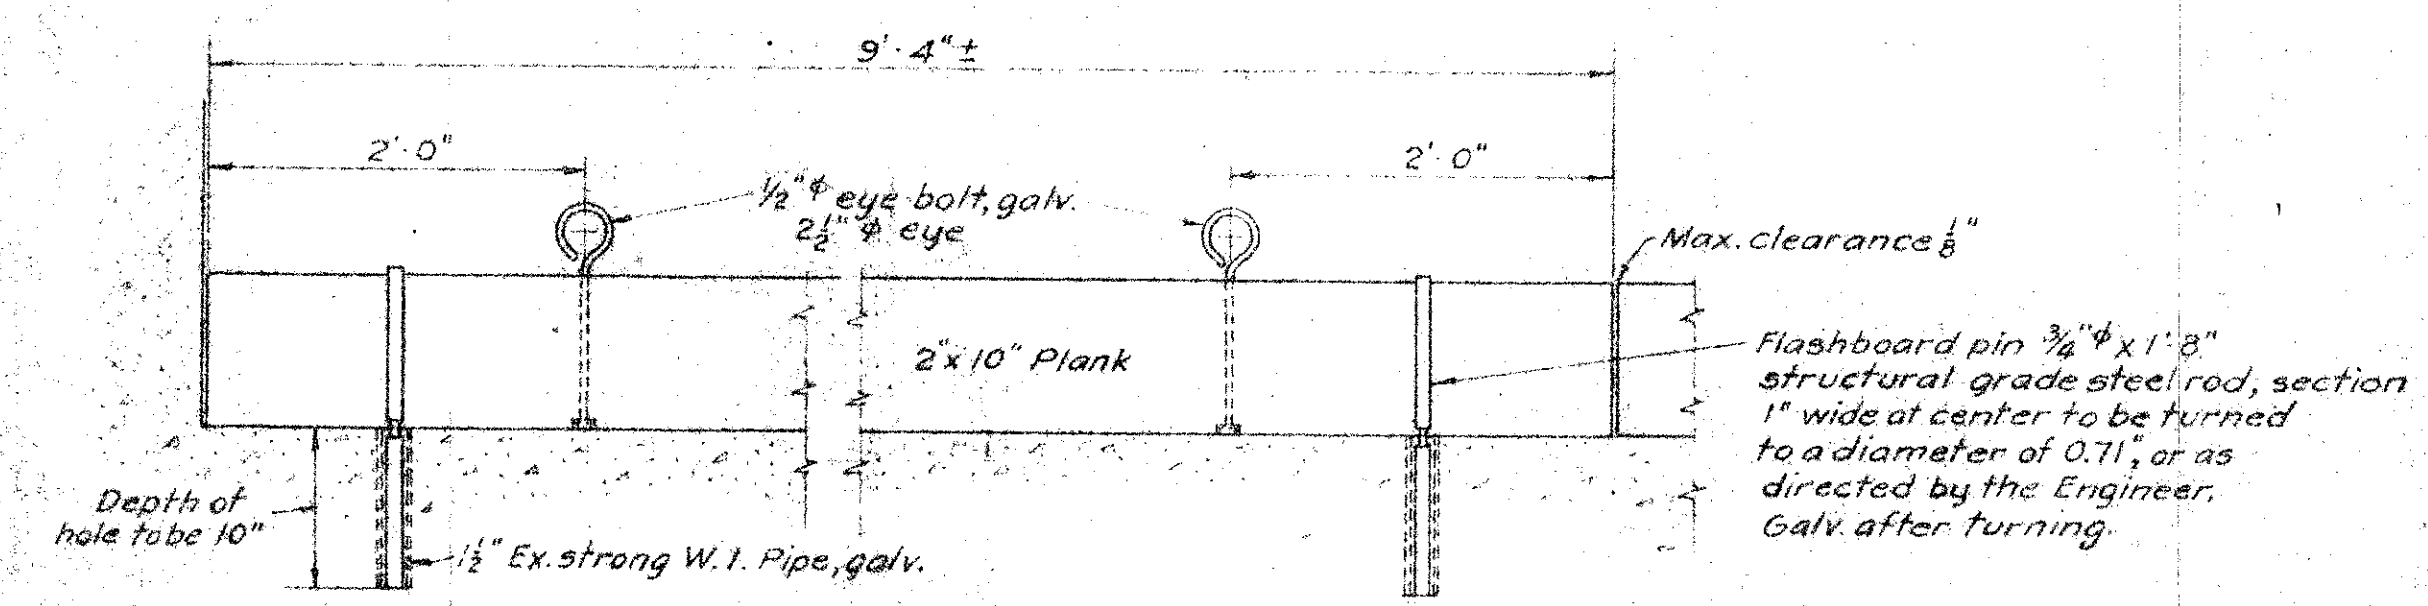 9'-4"±
2'-0"
2'-0"
1/2"ϕ eye bolt, galv.
2 1/2"ϕ eye
Max. clearance 1/8"
2"x 10" Plank
Flashboard pin 3/4"ϕ x 1'-8"
structural grade steel rod, section
1" wide at center to be turned
to a diameter of 0.71", or as
directed by the Engineer.
Galv. after turning.
Depth of
hole to be 10"
1 1/2" Ex. strong W. I. Pipe, galv.